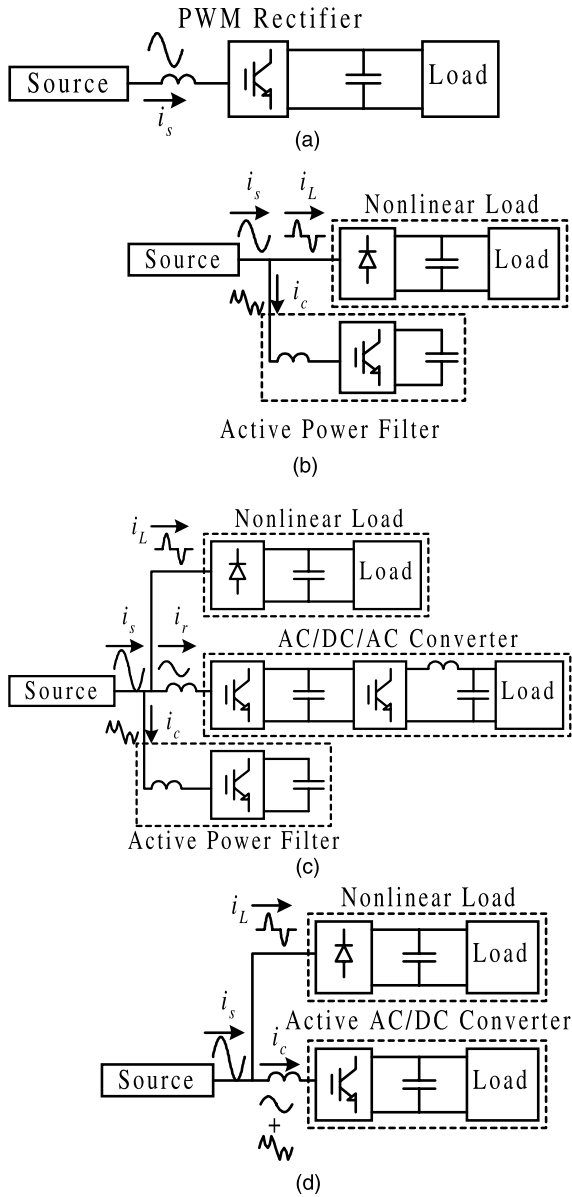 PWM Rectifier
Source
Load
i_s
(a)
i_s
i_L
Nonlinear Load
Source
Load
i_c
Active Power Filter
(b)
Nonlinear Load
i_L
Load
i_s
i_r
AC/DC/AC Converter
Source
Load
i_c
Active Power Filter
(c)
Nonlinear Load
i_L
Load
i_s
Active AC/DC Converter
i_c
Source
Load
+
(d)